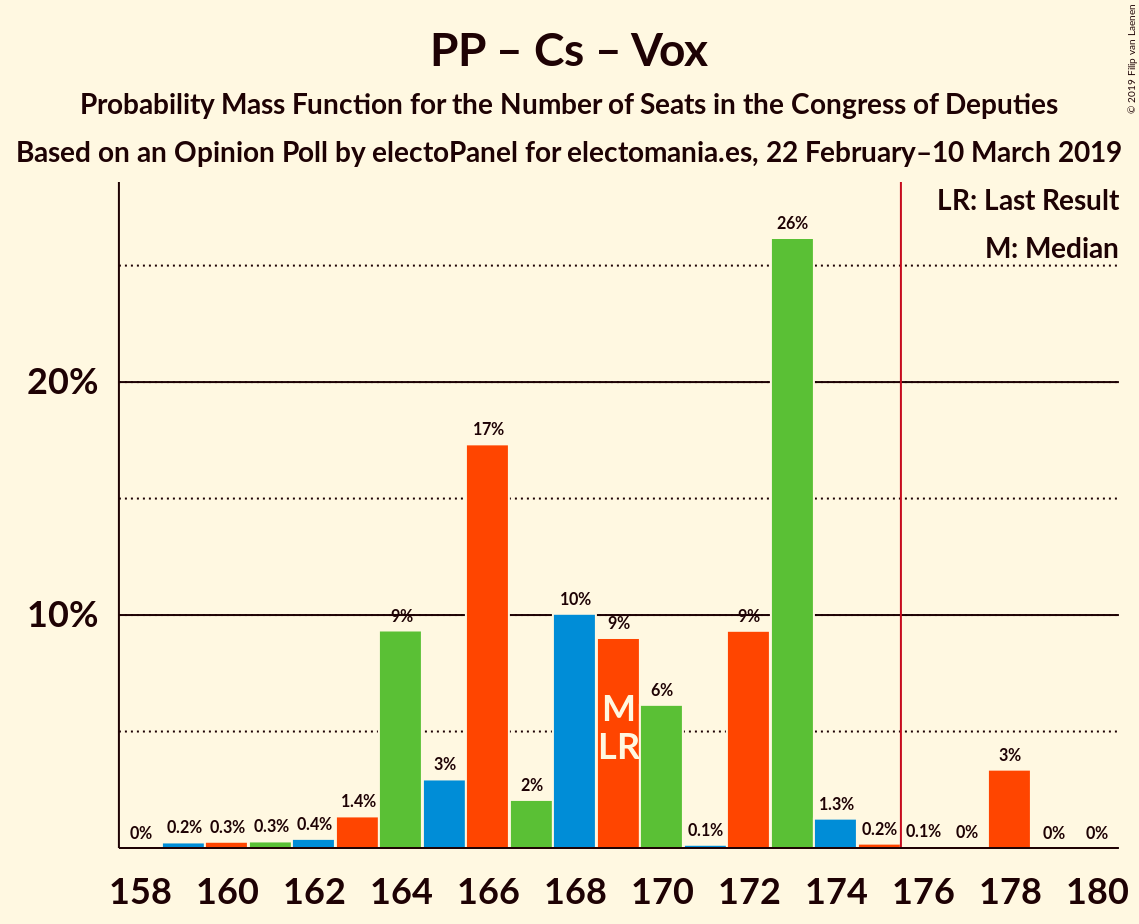 PP – Cs – Vox
Probability Mass Function for the Number of Seats in the Congress of Deputies
Based on an Opinion Poll by electoPanel for electomania.es, 22 February–10 March 2019
© 2019 Filip van Laenen
LR: Last Result
M: Median
20%
10%
0%
0.2%
0.3%
0.3%
0.4%
1.4%
9%
3%
17%
2%
10%
9%
6%
0.1%
9%
26%
1.3%
0.2%
0.1%
0%
3%
0%
0%
M
LR
158 160 162 164 166 168 170 172 174 176 178 180